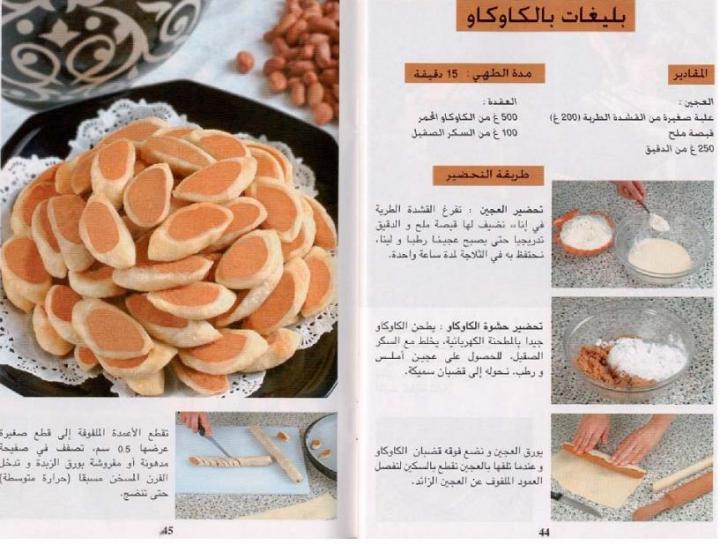 بليغات بالكاوكاو
المقادير
مدة الطهي : 15 دقيقة
العجين :
علبة صغيرة من القشدة الطرية (200 غ)
قبصة ملح
250 غ من الدقيق
العقدة :
500 غ من الكاوكاو المحمر
100 غ من السكر الصقيل
طريقة التحضير
تحضير العجين : تفرغ القشدة الطرية
في إناء، تضيف لها قبصة ملح و الدقيق
تدريجيا حتى يصبح عجينا رطبا و لينا،
نحتفظ به في الثلاجة لمدة ساعة واحدة.
تحضير حشوة الكاوكاو : يطحن الكاوكاو
جيدا بالمطحنة الكهربائية، يخلط مع السكر
الصقيل، للحصول على عجين أملس
و رطب. نحوله إلى قضبان سميكة.
يورق العجين و نضع فوقه قضبان الكاوكاو
و عندما تلفها بالعجين تقطع بالسكين لتفصل
العمود الملفوف عن العجين الزائد.
44
تقطع الأعمدة الملفوفة إلى قطع صغيرة
عرضها 0.5 سم، تصفف في صفيحة
مدهونة أو مفروشة بورق الزبدة و تدخل
الفرن المسخن مسبقا (حرارة متوسطة)
حتى تنضج.
45